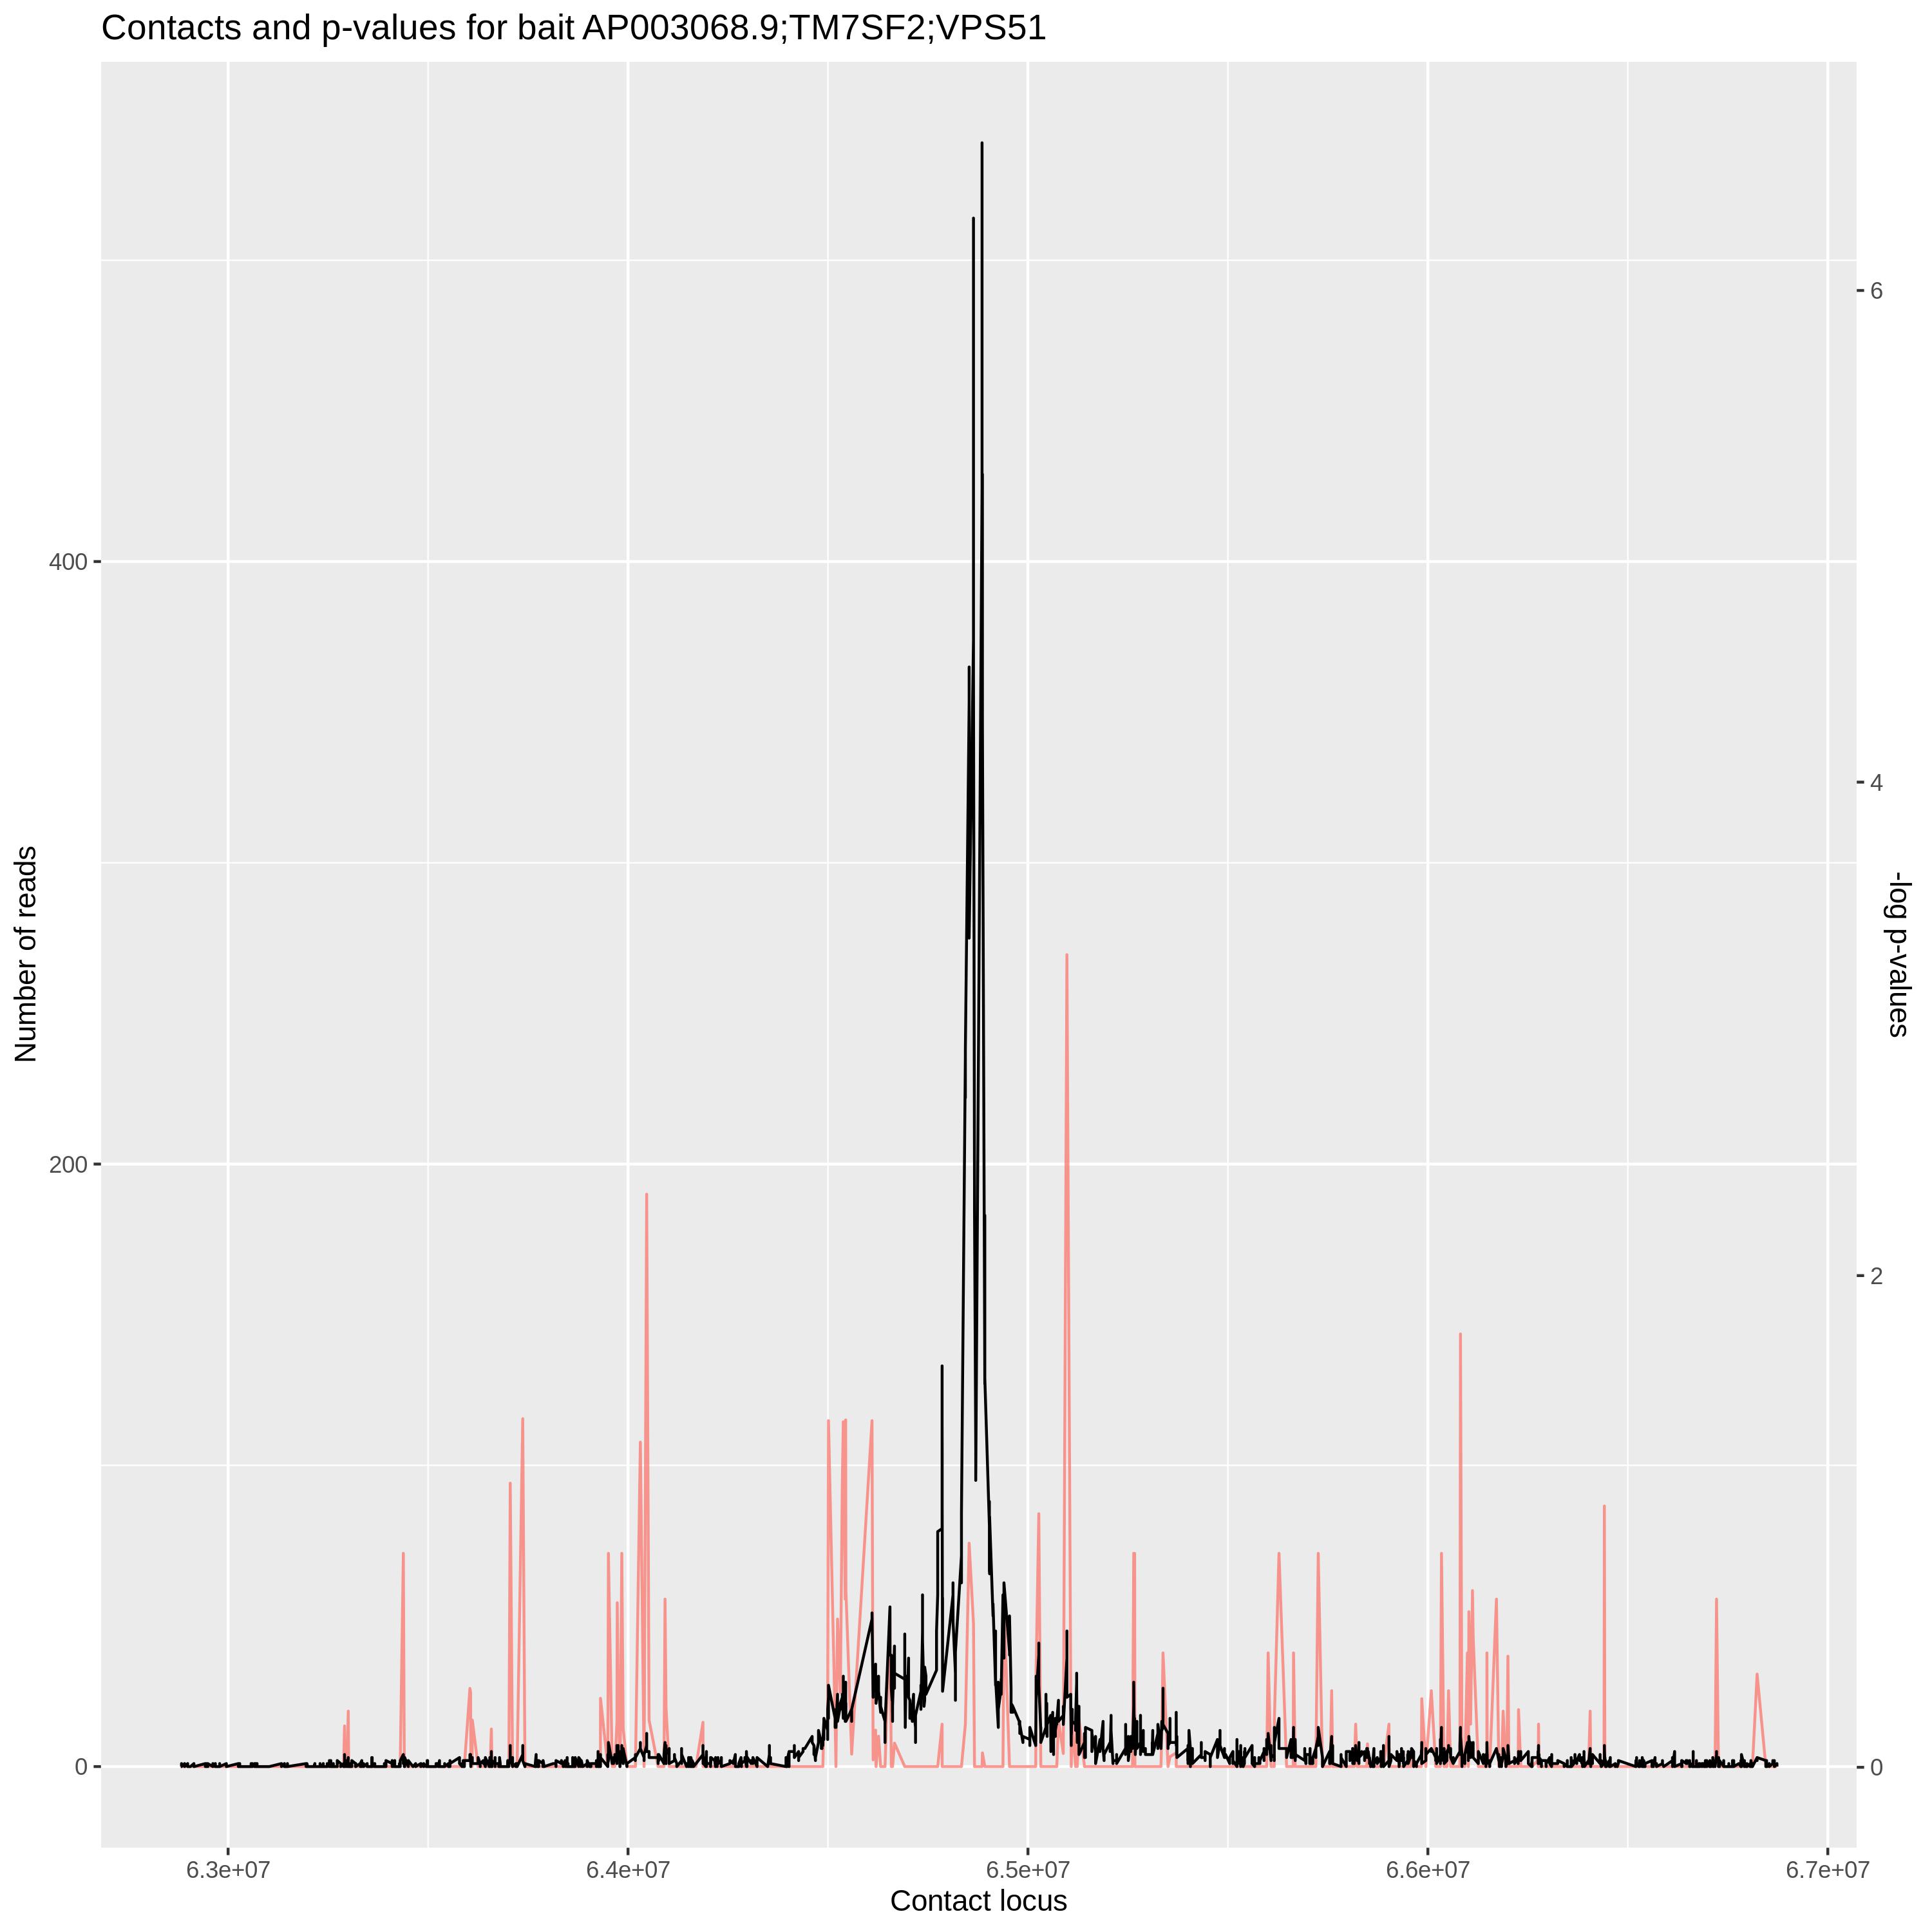 Contacts and p-values for bait AP003068.9;TM7SF2;VPS51
Number of reads
400
200
0
6
4
2
0
-log p-values
6.3e+07
6.4e+07
6.5e+07
6.6e+07
6.7e+07
Contact locus